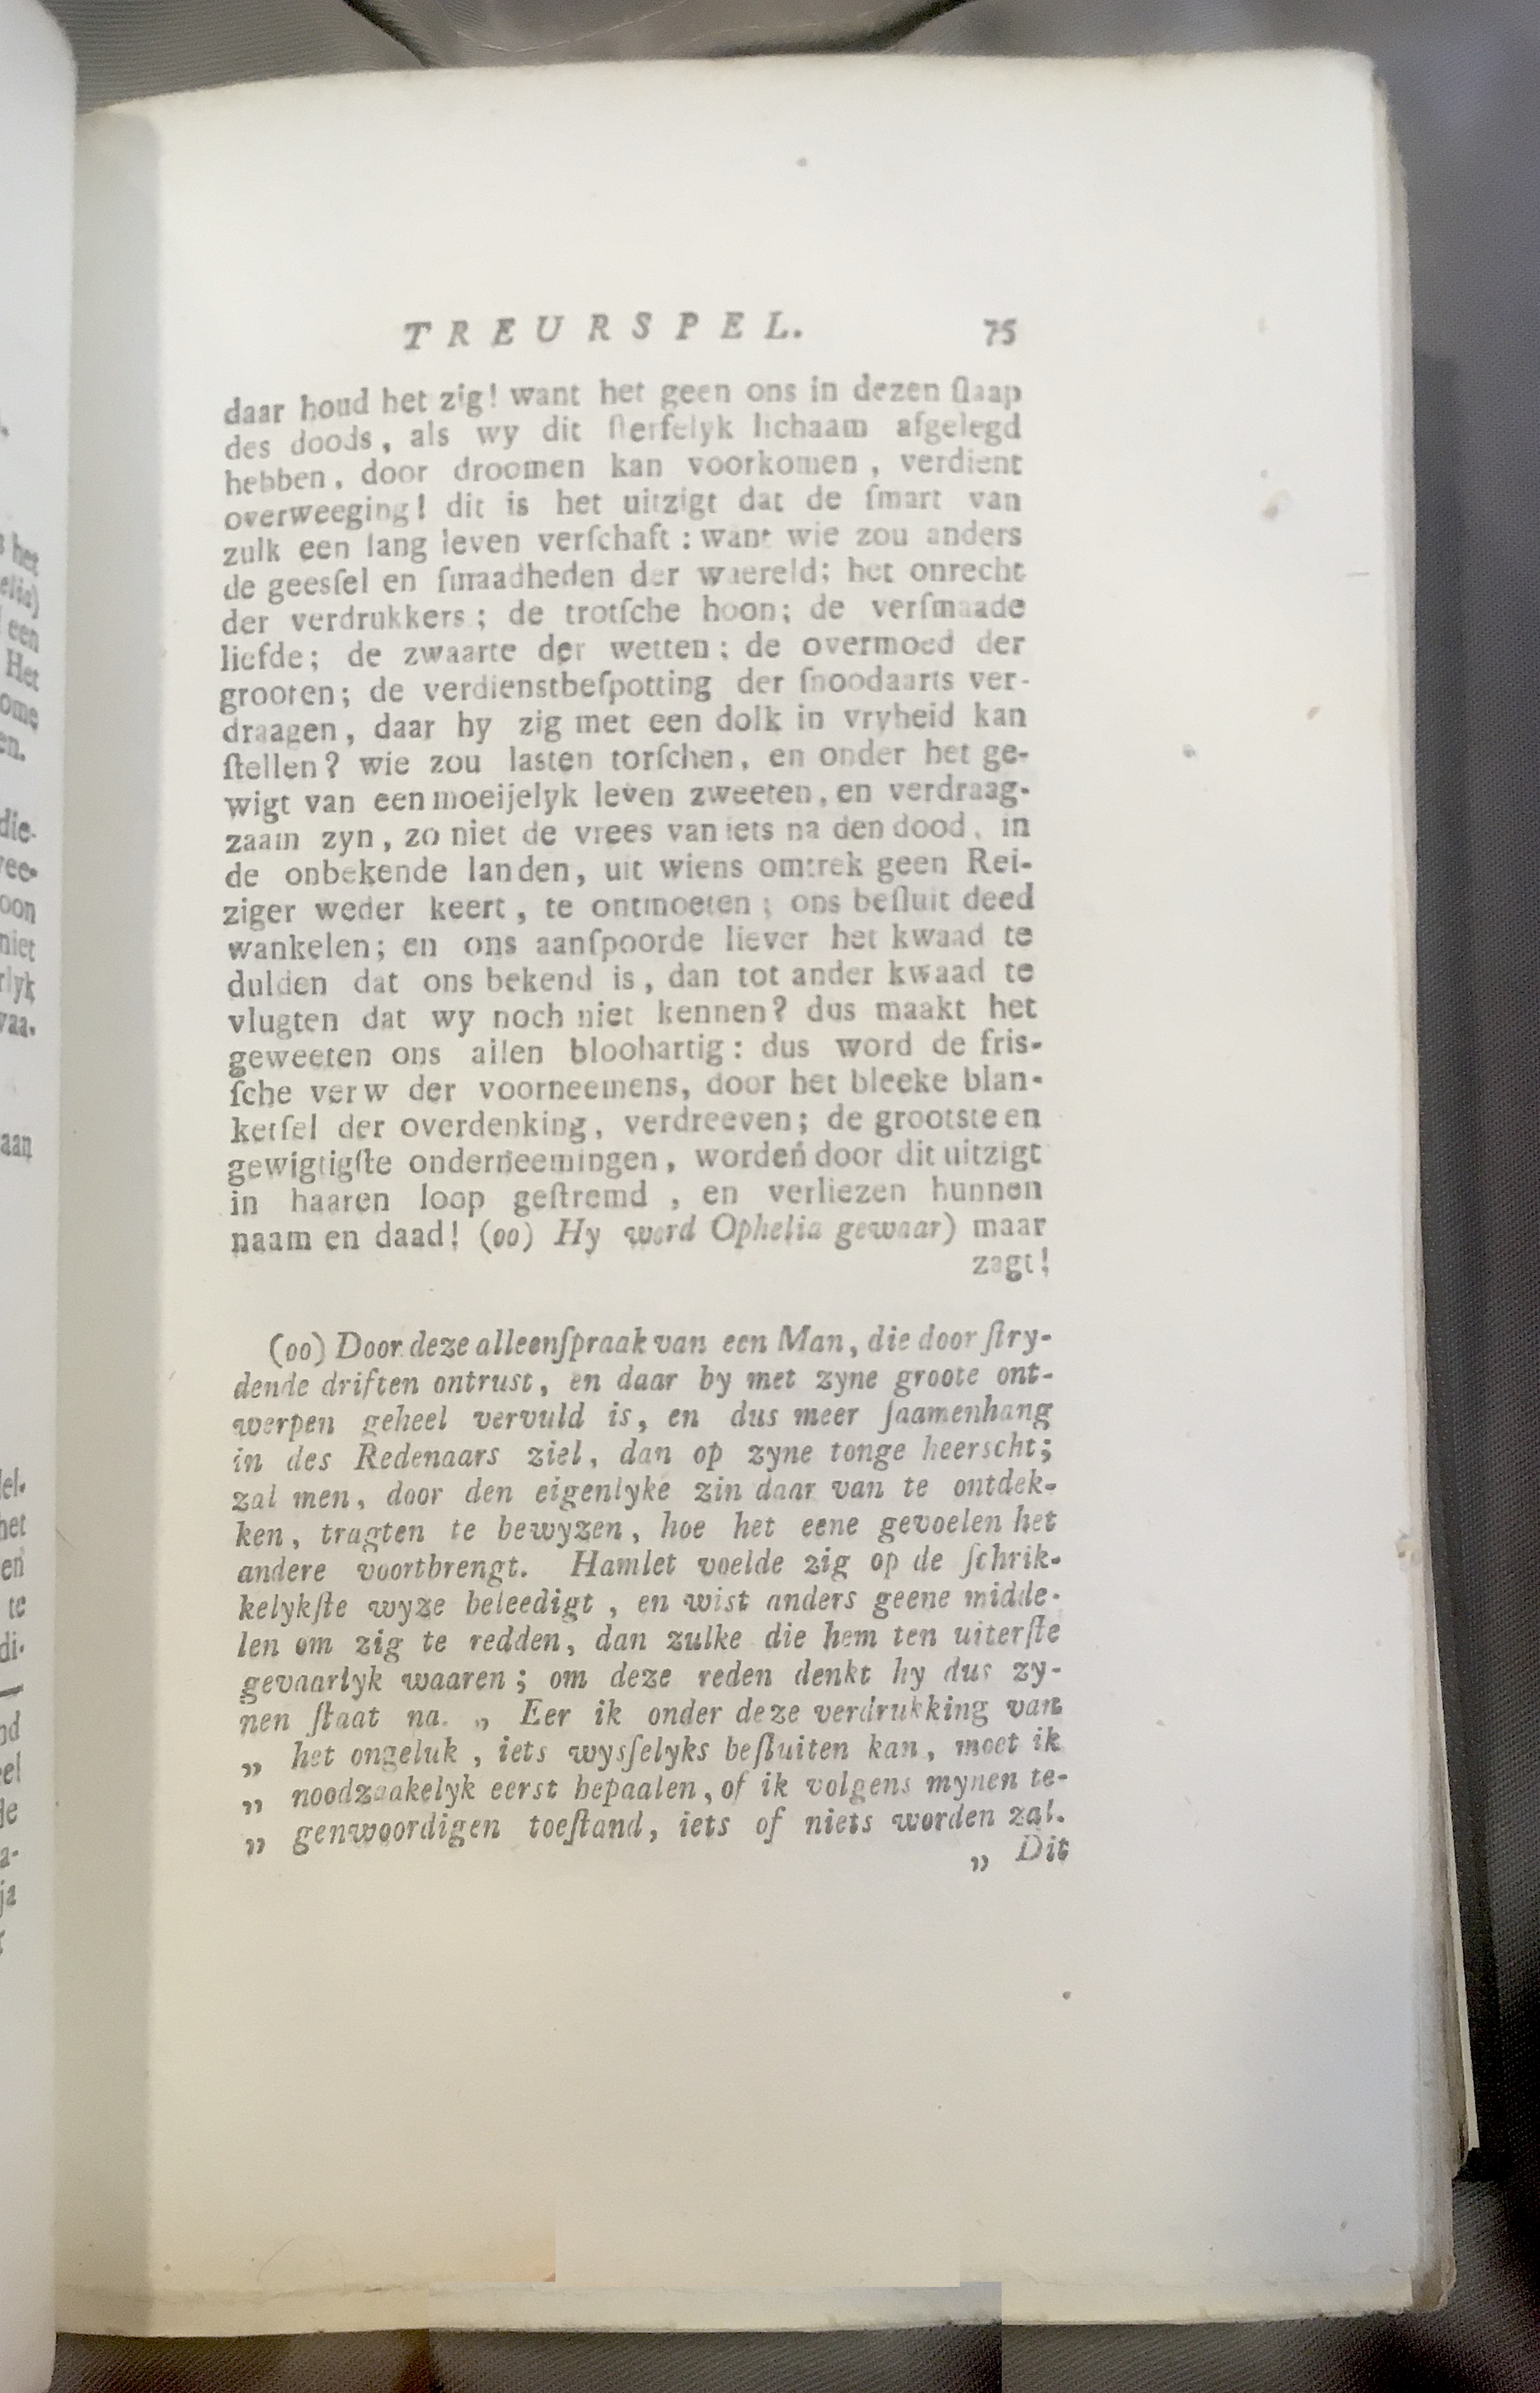 TREURSPEL. 75
daar houd het zig! want het geen ons in dezen ſlaap
des doods, als wy dit ſterfelyk lichaam afgelegd
hebben, door droomen kan voorkomen, verdient
overweeging! dit is het uitzigt dat de ſmart van
zulk een lang leven verſchaft: want wie zou anders
de geesſel en ſmaadheden der waereld; het onrecht
der verdrukkers; de trotſche hoon; de verſmaade
liefde; de zwaarte der wetten; de overmoed der
grooten; de verdienstbeſpotting der ſnoodaarts ver-
draagen, daar hy zig met een dolk in vryheid kan
ſtellen? wie zou lasten torſchen, en onder het ge-
wigt van een moeijelyk leven zweeten, en verdraag-
zaam zyn, zo niet de vrees van iets na den dood, in
de onbekende landen, uit wiens omtrek geen Rei-
ziger weder keert, te ontmoeten; ons beſluit deed
wankelen; en ons aanſpoorde liever het kwaad te
dulden dat ons bekend is, dan tot ander kwaad te
vlugten dat wy noch niet kennen? dus maakt het
geweeten ons allen bloohartig: dus word de fris-
ſche verw der voorneemens, door het bleeke blan-
ketſel der overdenking, verdreeven; de grootste en
gewigtigſte onderneemingen, worden door dit uitzigt
in haaren loop geſtremd, en verliezen hunnen
naam en daad! (oo) Hy word Ophelia gewaar) maar
zagt!
(oo) Door deze alleenſpraak van een Man, die door ſtry-
dende driften ontrust, en daar by met zyne groote ont-
werpen geheel vervuld is, en dus meer ſaamenhang
in des Redenaars ziel, dan op zyne tonge heerscht;
zal men, door den eigenlyke zin daar van te ontdek-
ken, tragten te bewyzen, hoe het eene gevoelen het
andere voortbrengt. Hamlet voelde zig op de ſchrik-
kelykſte wyze beleedigt, en wist anders geene midde-
len om zig te redden, dan zulke die hem ten uiterſte
gevaarlyk waaren; om deze reden denkt hy dus zy-
nen ſtaat na. „ Eer ik onder deze verdrukking van
„ het ongeluk, iets wysſelyks beſluiten kan, moet ik
„ noodzaakelyk eerst bepaalen, of ik volgens mynen te-
„ genwoordigen toeſtand, iets of niets worden zal.
„ Dit